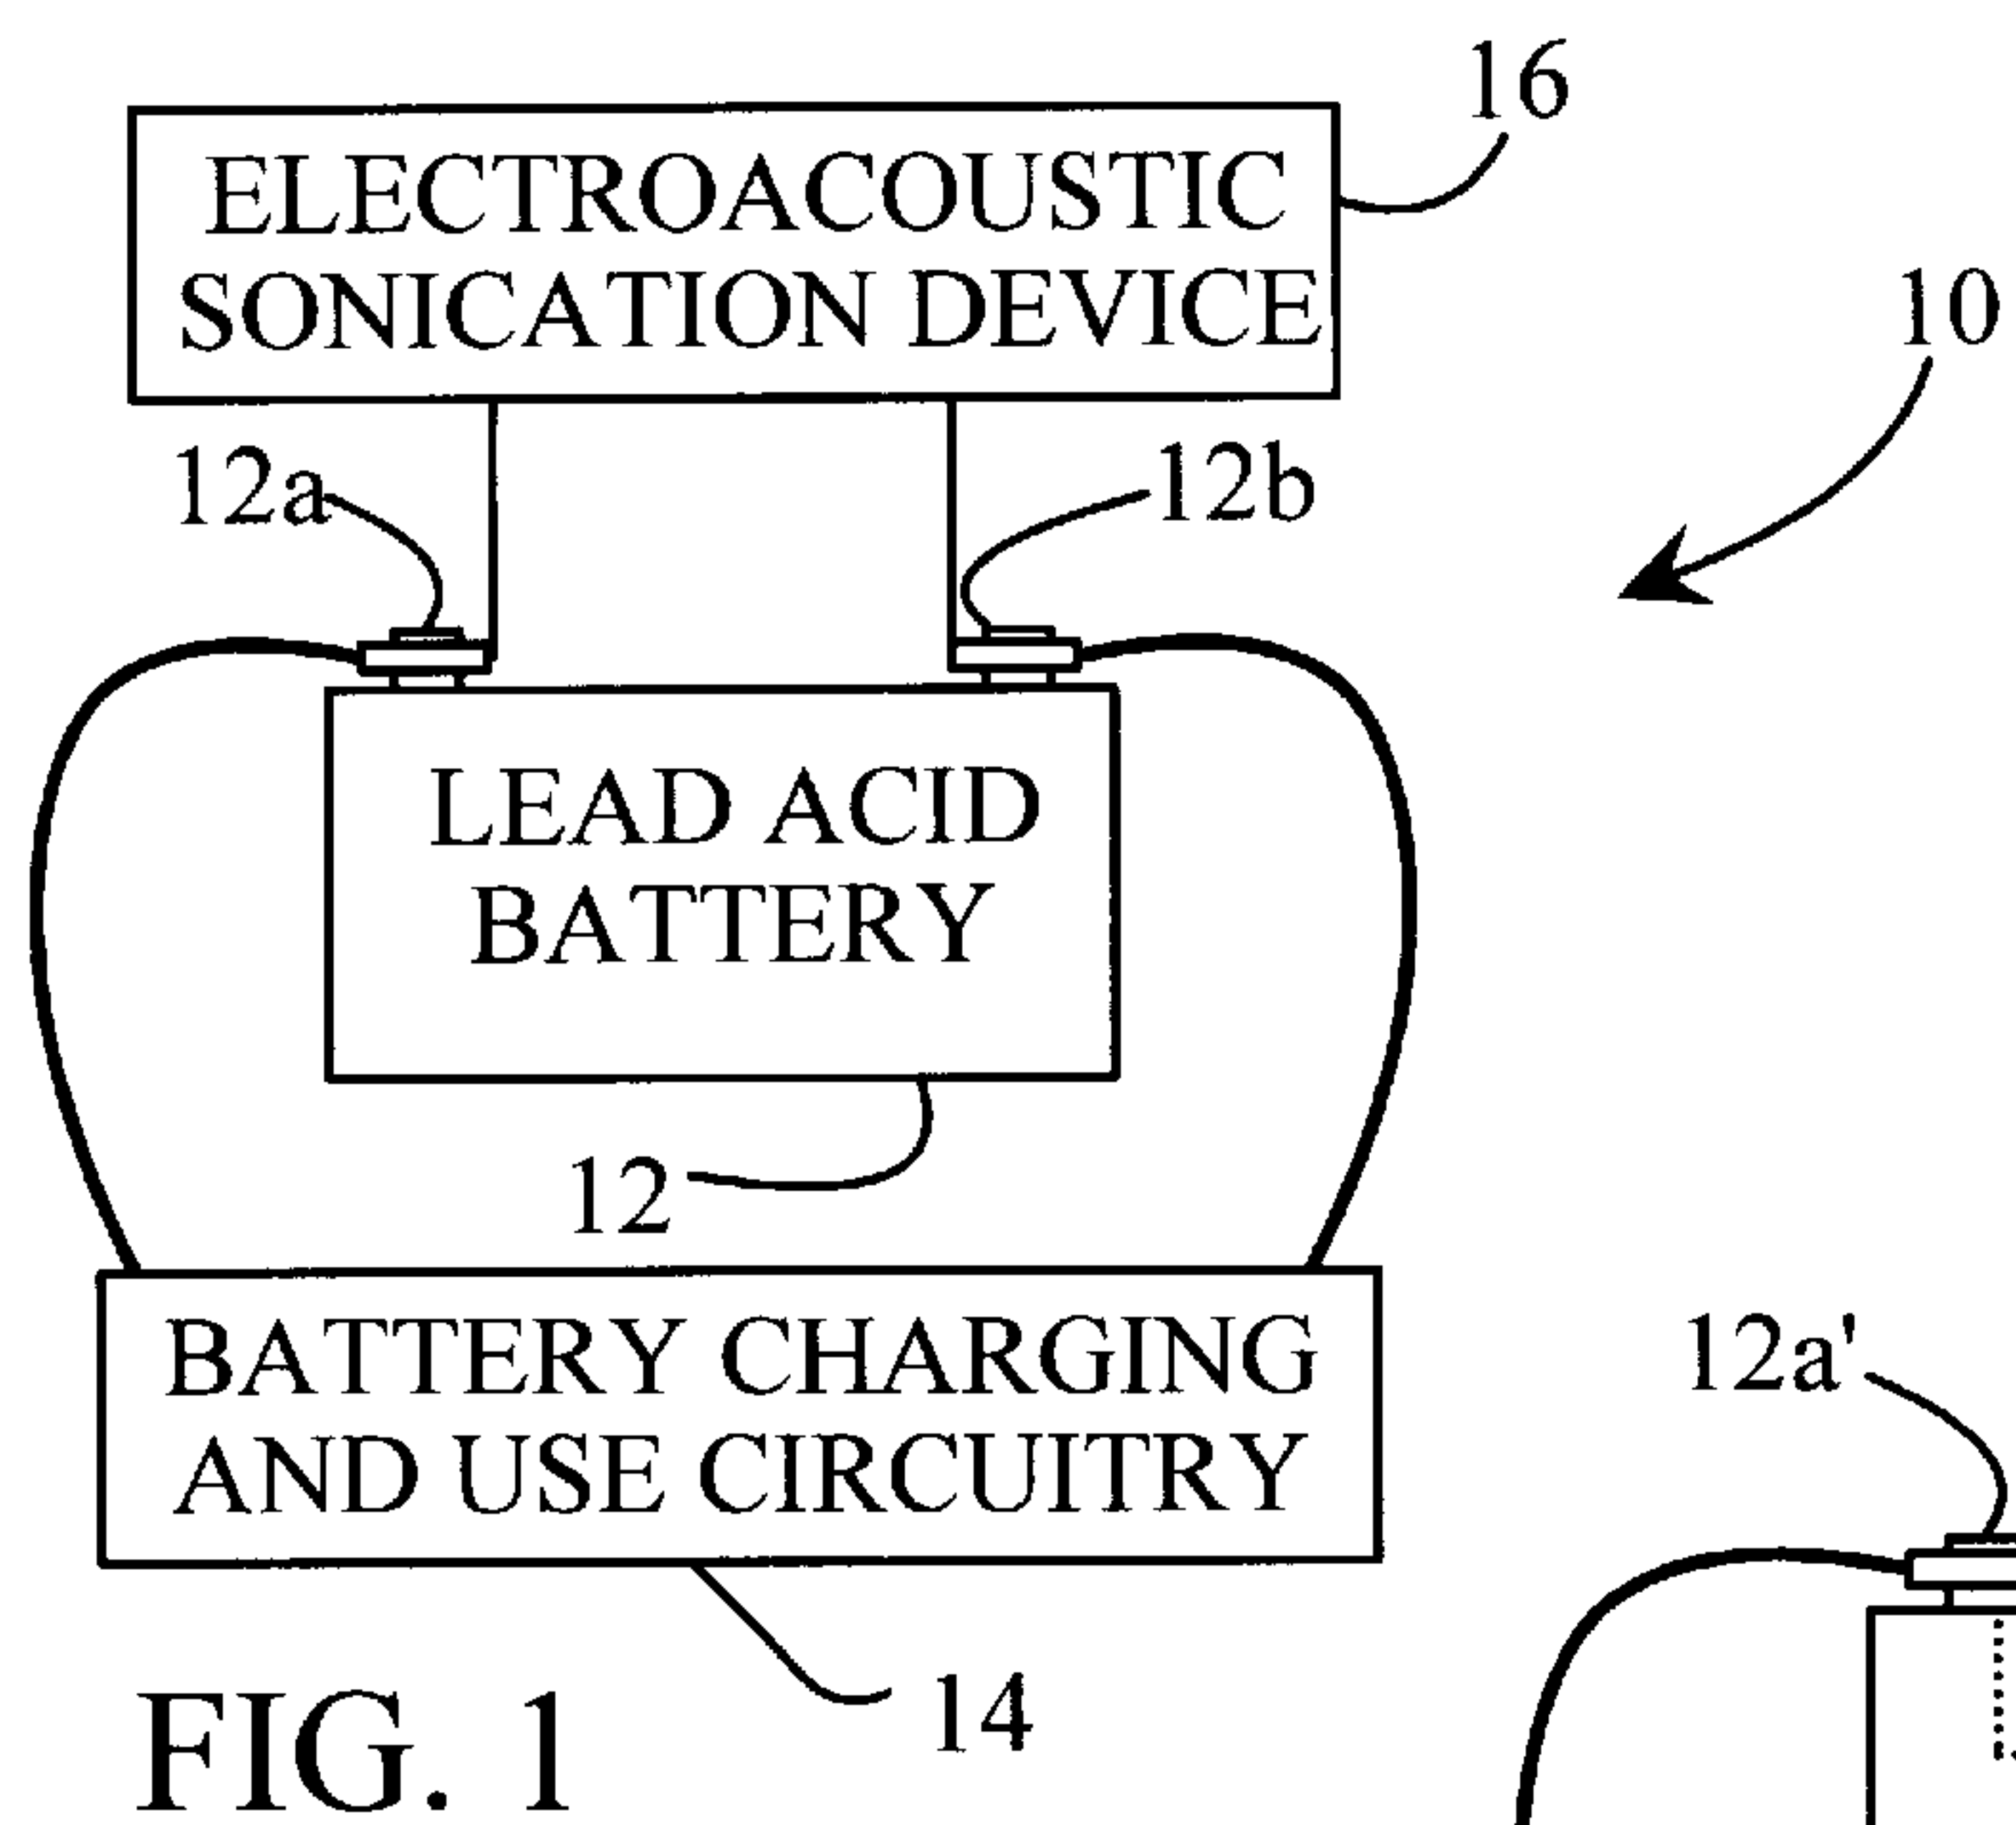 16
ELECTROACOUSTIC
SONICATION DEVICE
10
12a
12b
LEAD ACID
BATTERY
12
BATTERY CHARGING
AND USE CIRCUITRY
12a'
14
FIG. 1